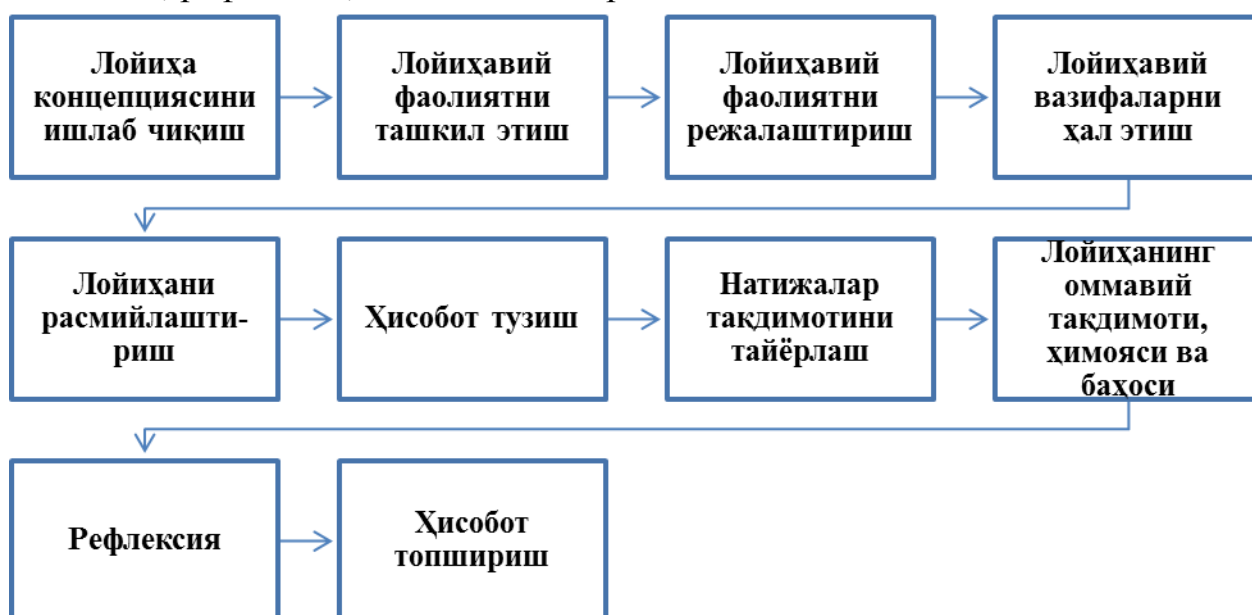 Лойиҳа
концепциясини
ишлаб чиқиш
Лойиҳавий
фаолиятни
ташкил этиш
Лойиҳавий
фаолиятни
режалаштириш
Лойиҳавий
вазифаларни
ҳал этиш
Лойиҳани
расмийлашти-
риш
Ҳисобот тузиш
Натижалар
тақдимотини
тайёрлаш
Лойиҳанинг
оммавий
тақдимоти,
ҳимояси ва
баҳоси
Рефлексия
Ҳисобот
топшириш